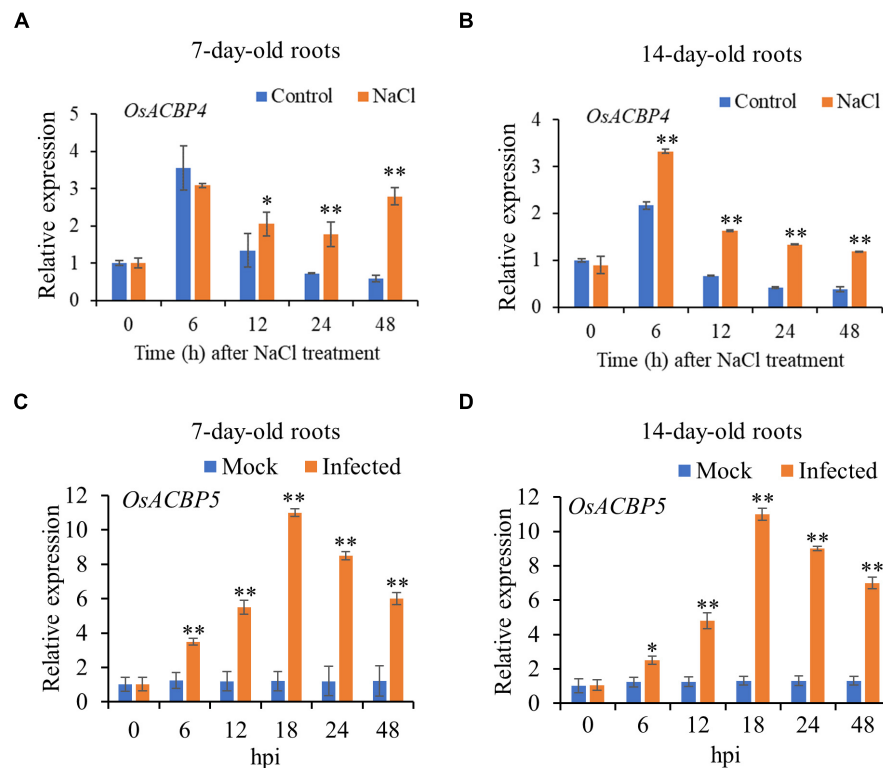 A
7-day-old roots
Control NaCl
OsACBP4
Relative expression
5
4
3
2
1
0
* ** **
0 6 12 24 48
Time (h) after NaCl treatment
B
14-day-old roots
Control NaCl
OsACBP4
Relative expression
4
3
2
1
0
** ** ** **
0 6 12 24 48
Time (h) after NaCl treatment
C
7-day-old roots
Mock Infected
OsACBP5
Relative expression
12
10
8
6
4
2
0
** ** ** ** **
0 6 12 18 24 48
hpi
D
14-day-old roots
Mock Infected
OsACBP5
Relative expression
12
10
8
6
4
2
0
* ** ** ** **
0 6 12 18 24 48
hpi